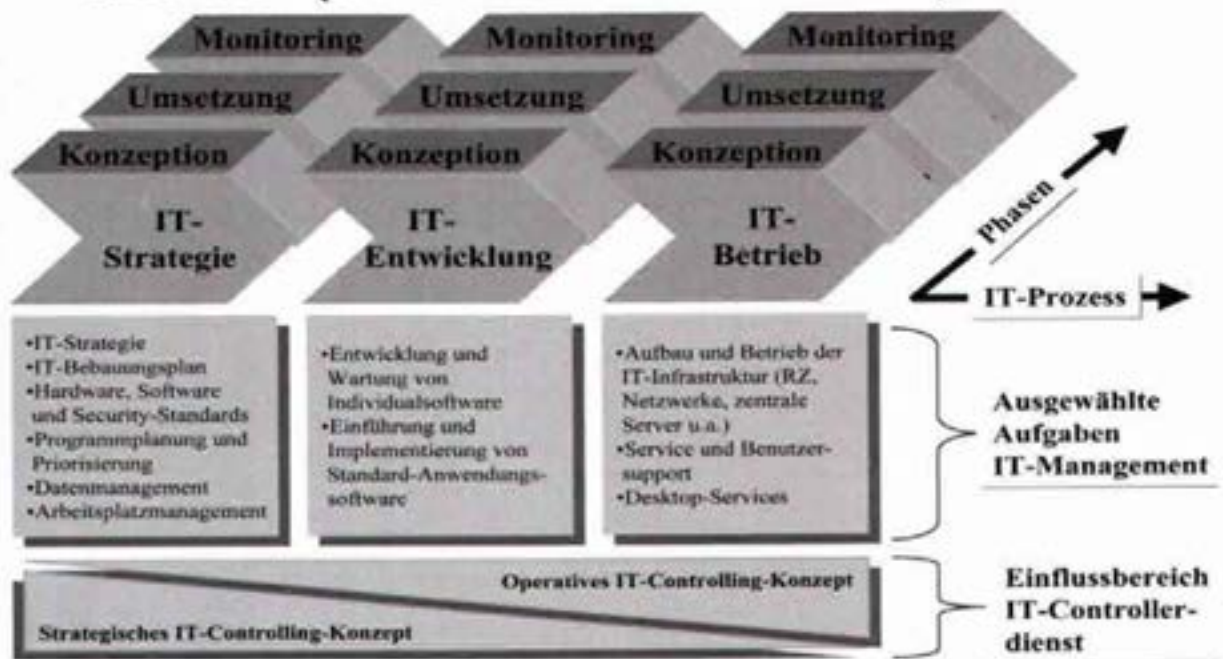 Monitoring
Monitoring
Monitoring
Umsetzung
Umsetzung
Umsetzung
Konzeption
Konzeption
Konzeption
IT-
Strategie
IT-
Entwicklung
IT-
Betrieb
Phasen
IT-Prozess
•IT-Strategie
•IT-Bebauungsplan
•Hardware, Software
und Security-Standards
•Programmplanung und
Priorisierung
•Datenmanagement
•Arbeitsplatzmanagement
•Entwicklung und
Wartung von
Individualsoftware
•Einführung und
Implementierung von
Standard-Anwendungs-
software
•Aufbau und Betrieb der
IT-Infrastruktur (RZ,
Netzwerke, zentrale
Server u.a.)
•Service und Benutzer-
support
•Desktop-Services
Ausgewählte
Aufgaben
IT-Management
Operatives IT-Controlling-Konzept
Strategisches IT-Controlling-Konzept
Einflussbereich
IT-Controller-
dienst